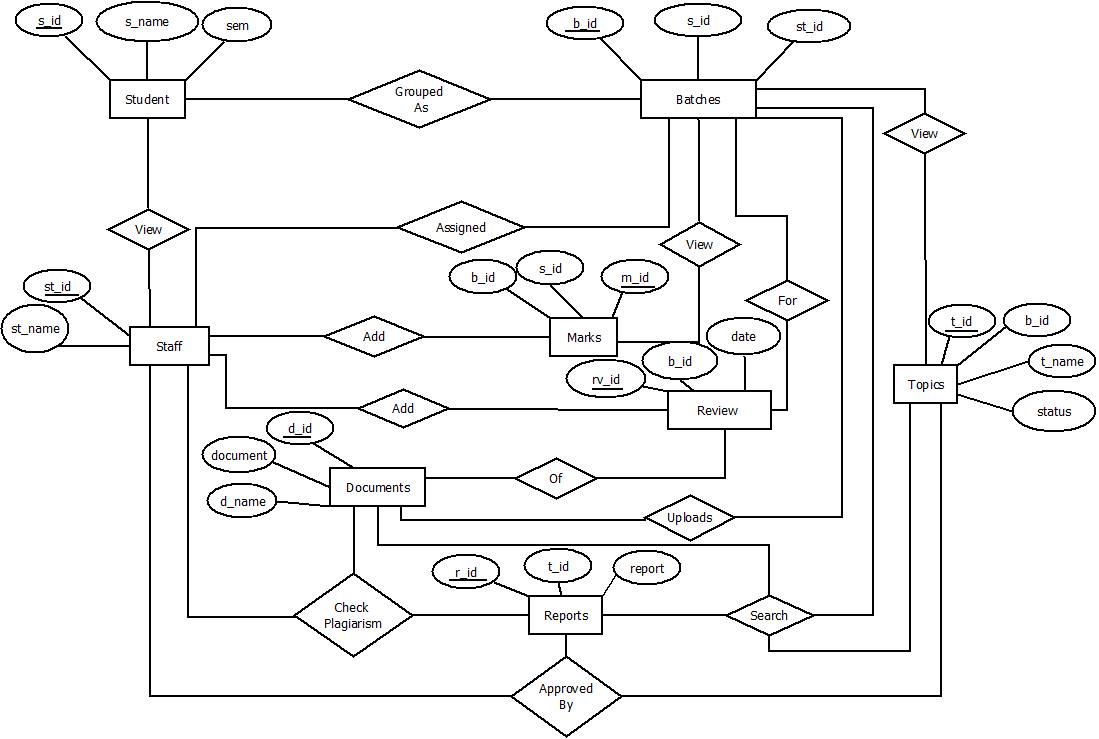 s_id
s_name
sem
b_id
s_id
st_id
Student
Grouped
As
Batches
View
View
Assigned
View
st_id
b_id
s_id
m_id
For
st_name
Staff
Add
Marks
date
t_id
b_id
b_id
rv_id
t_name
Topics
Add
Review
status
d_id
document
Documents
Of
d_name
Uploads
r_id
t_id
report
Check
Plagiarism
Reports
Search
Approved
By